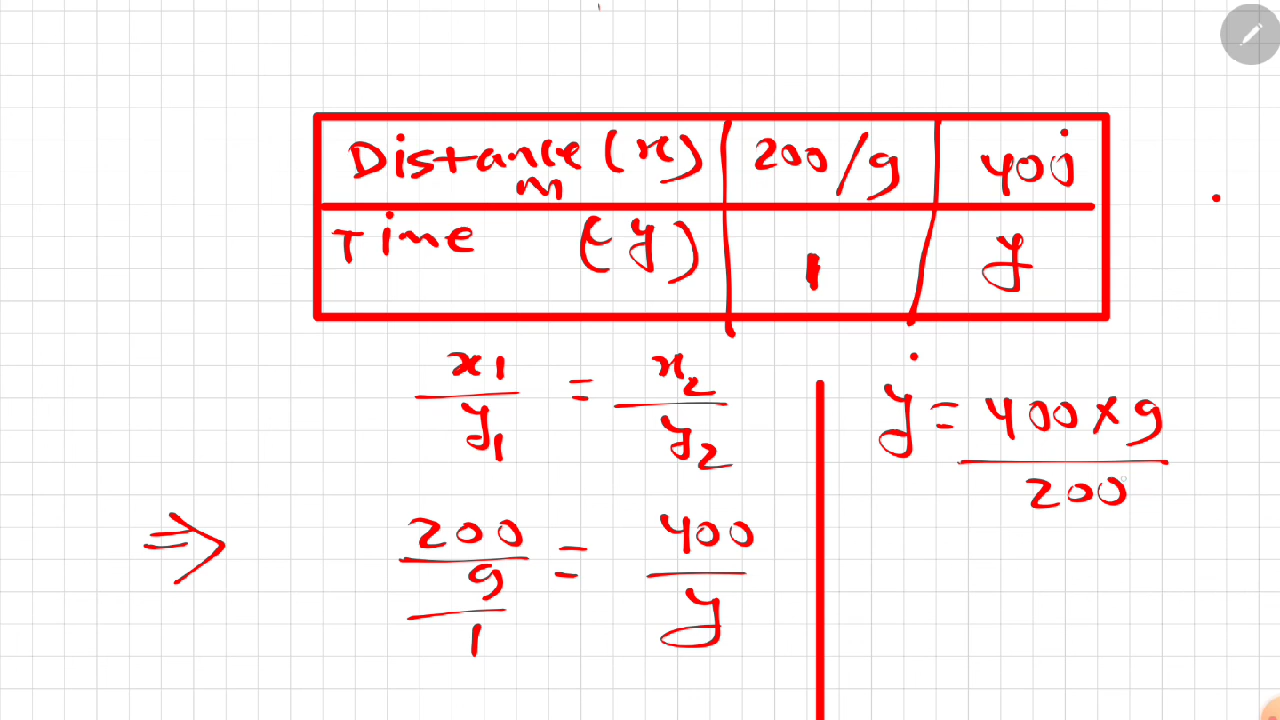 Distance (x) 200/9 400
m
Time (y) 1 y
x1/y1 = x2/y2
y = 400 × 9 / 200
⇒ 200/9/1 = 400/y